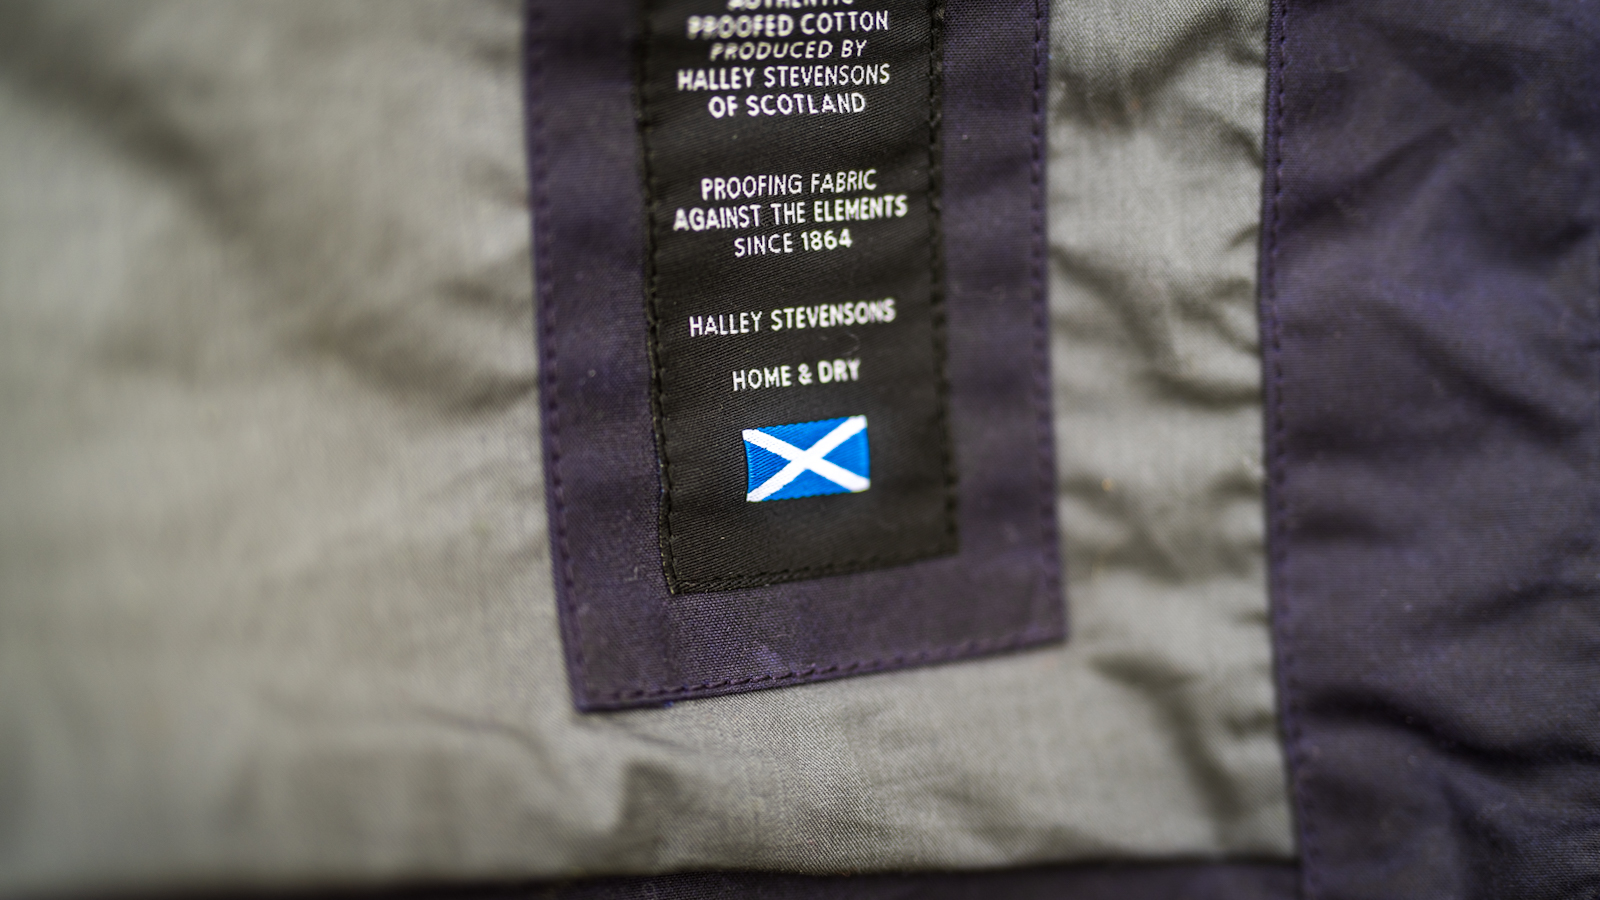 AUTHENTIC
PROOFED COTTON
PRODUCED BY
HALLEY STEVENSONS
OF SCOTLAND
PROOFING FABRIC
AGAINST THE ELEMENTS
SINCE 1864
HALLEY STEVENSONS
HOME & DRY